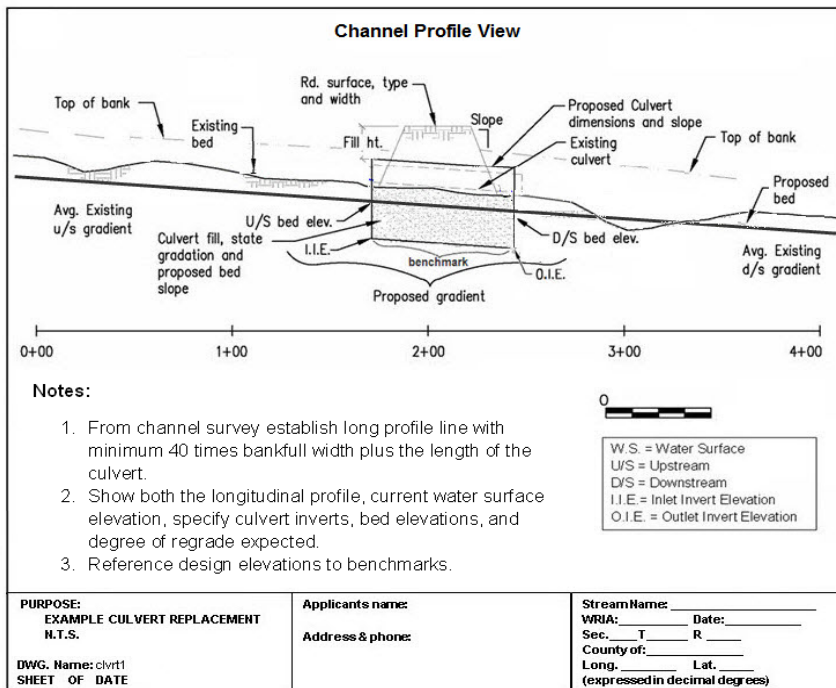 Channel Profile View
Rd. surface, type
and width
Top of bank
Existing
bed
Fill ht.
Slope
Proposed Culvert
dimensions and slope
Existing
culvert
Top of bank
Proposed
bed
Avg. Existing
u/s gradient
U/S bed elev.
Culvert fill, state
gradation and
proposed bed
slope
I.I.E.
benchmark
D/S bed elev.
O.I.E.
Avg. Existing
d/s gradient
Proposed gradient
0+00 1+00 2+00 3+00 4+00
Notes:
1. From channel survey establish long profile line with
minimum 40 times bankfull width plus the length of the
culvert.
2. Show both the longitudinal profile, current water surface
elevation, specify culvert inverts, bed elevations, and
degree of regrade expected.
3. Reference design elevations to benchmarks.
0
W.S. = Water Surface
U/S = Upstream
D/S = Downstream
I.I.E.= Inlet Invert Elevation
O.I.E. = Outlet Invert Elevation
PURPOSE:
EXAMPLE CULVERT REPLACEMENT
N.T.S.
DWG. Name: clvrt1
SHEET OF DATE
Applicants name:
Address & phone:
Stream Name:
WRIA: Date:
Sec. T R
County of:
Long. Lat.
(expressed in decimal degrees)